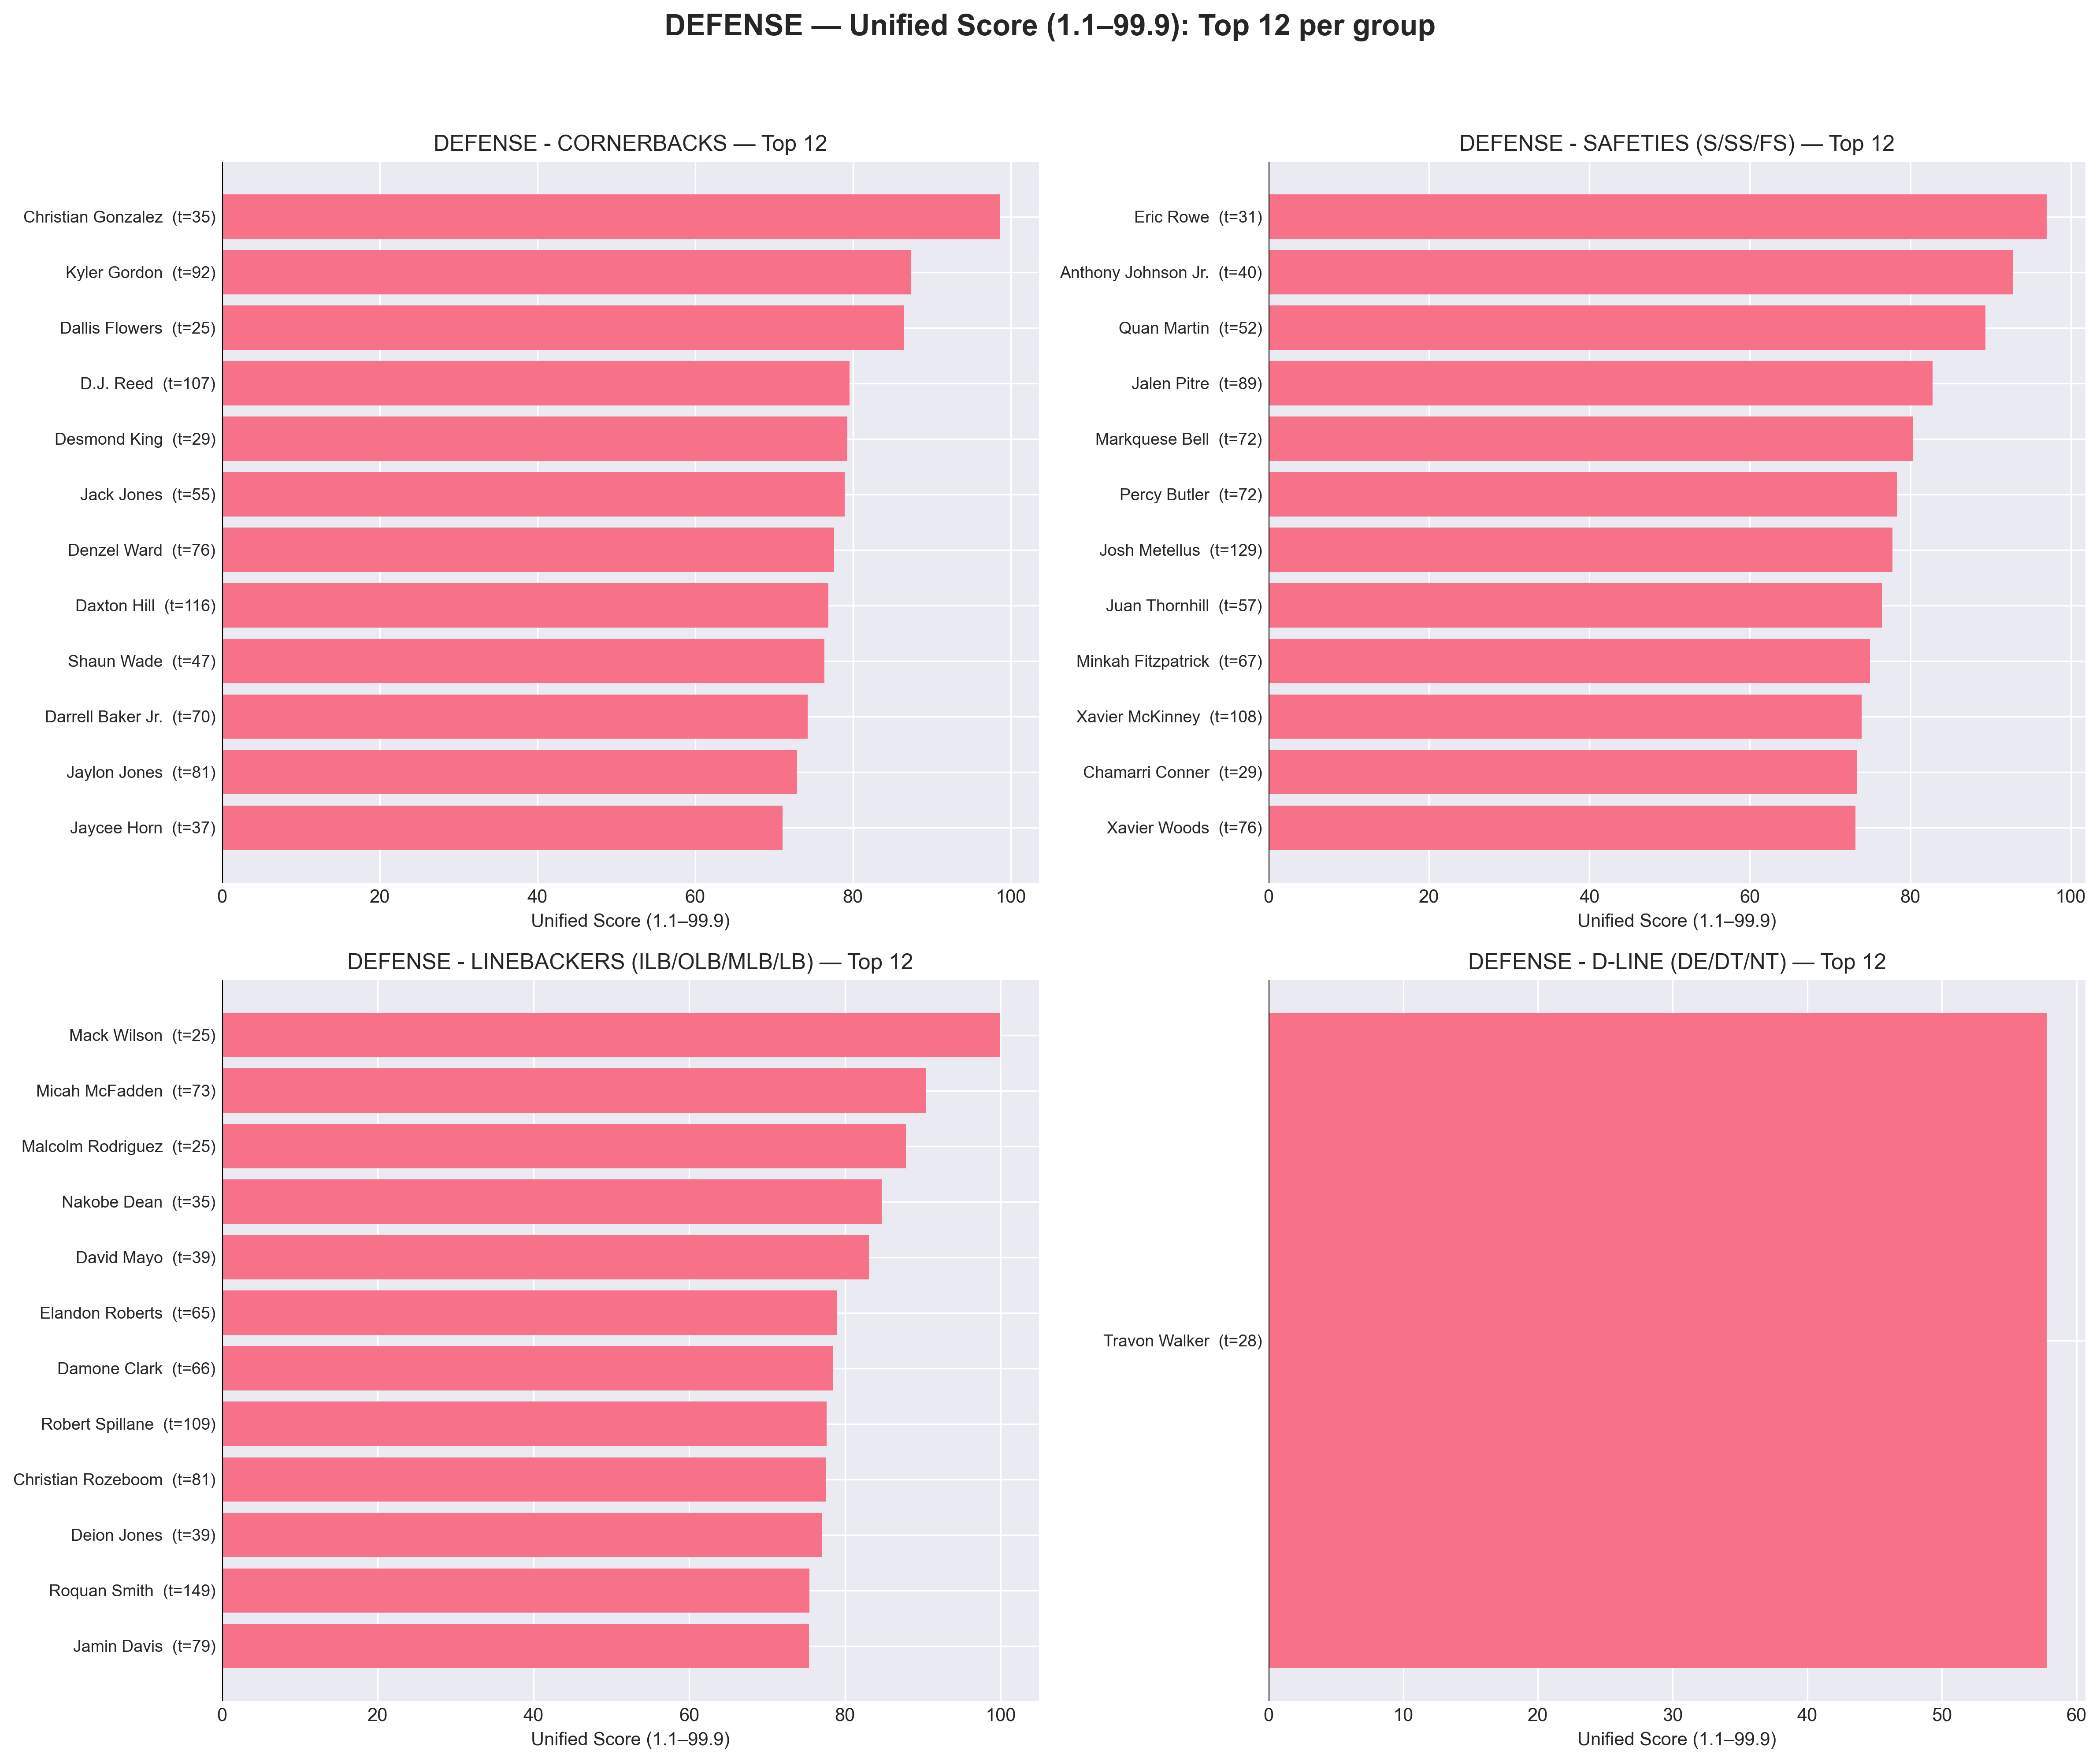 DEFENSE — Unified Score (1.1–99.9): Top 12 per group
DEFENSE - CORNERBACKS — Top 12
Christian Gonzalez (t=35)
Kyler Gordon (t=92)
Dallis Flowers (t=25)
D.J. Reed (t=107)
Desmond King (t=29)
Jack Jones (t=55)
Denzel Ward (t=76)
Daxton Hill (t=116)
Shaun Wade (t=47)
Darrell Baker Jr. (t=70)
Jaylon Jones (t=81)
Jaycee Horn (t=37)
0 20 40 60 80 100
Unified Score (1.1–99.9)
DEFENSE - SAFETIES (S/SS/FS) — Top 12
Eric Rowe (t=31)
Anthony Johnson Jr. (t=40)
Quan Martin (t=52)
Jalen Pitre (t=89)
Markquese Bell (t=72)
Percy Butler (t=72)
Josh Metellus (t=129)
Juan Thornhill (t=57)
Minkah Fitzpatrick (t=67)
Xavier McKinney (t=108)
Chamarri Conner (t=29)
Xavier Woods (t=76)
0 20 40 60 80 100
Unified Score (1.1–99.9)
DEFENSE - LINEBACKERS (ILB/OLB/MLB/LB) — Top 12
Mack Wilson (t=25)
Micah McFadden (t=73)
Malcolm Rodriguez (t=25)
Nakobe Dean (t=35)
David Mayo (t=39)
Elandon Roberts (t=65)
Damone Clark (t=66)
Robert Spillane (t=109)
Christian Rozeboom (t=81)
Deion Jones (t=39)
Roquan Smith (t=149)
Jamin Davis (t=79)
0 20 40 60 80 100
Unified Score (1.1–99.9)
DEFENSE - D-LINE (DE/DT/NT) — Top 12
Travon Walker (t=28)
0 10 20 30 40 50 60
Unified Score (1.1–99.9)